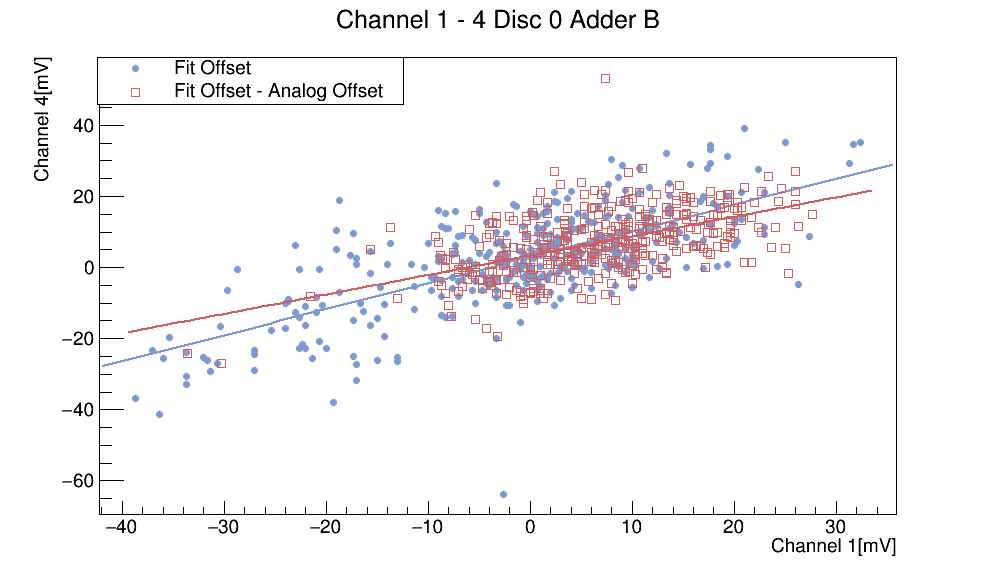 Channel 1 - 4 Disc 0 Adder B
Fit Offset
Fit Offset - Analog Offset
Channel 4[mV]
40
20
0
−20
−40
−60
−40 −30 −20 −10 0 10 20 30
Channel 1[mV]